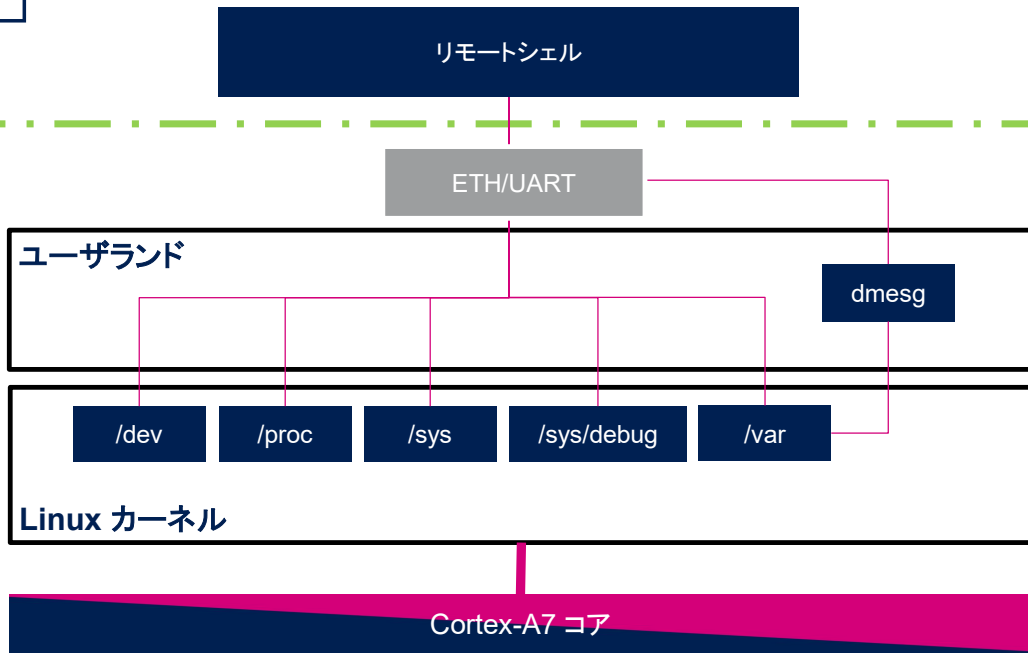 リモートシェル
ETH/UART
ユーザランド
dmesg
/dev
/proc
/sys
/sys/debug
/var
Linux カーネル
Cortex-A7 コア